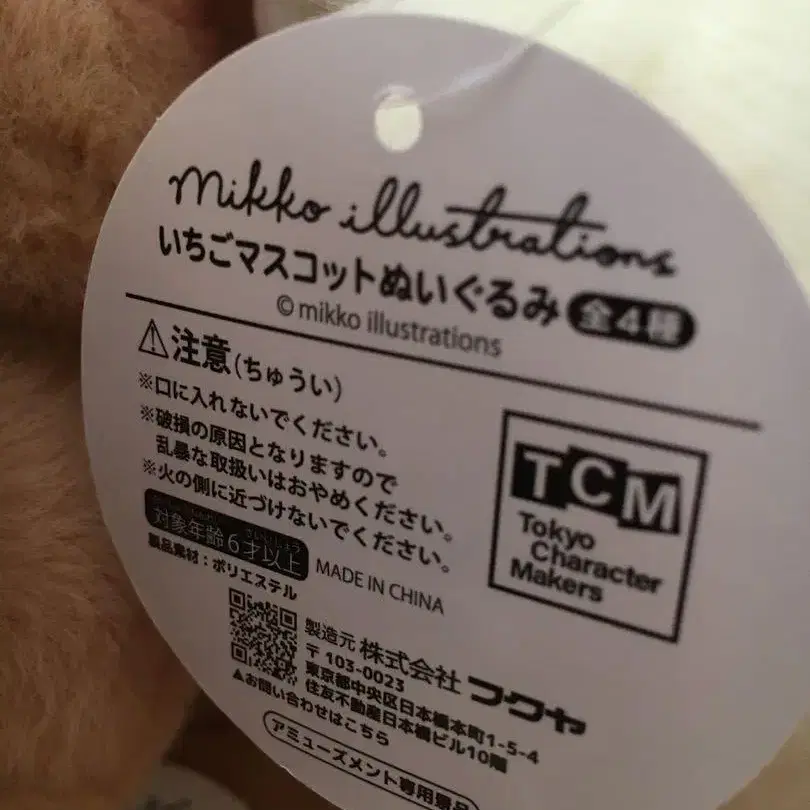 mikko illustrations
いちごマスコットぬいぐるみ 全4種
© mikko illustrations
⚠注意(ちゅうい)
※口に入れないでください。
※破損の原因となりますので
乱暴な取扱いはおやめください。
※火の側に近づけないでください。
対象年齢6才以上
製品素材:ポリエステル
MADE IN CHINA
TCM
Tokyo
Character
Makers
製造元 株式会社 フクヤ
〒103-0023
東京都中央区日本橋本町1-5-4
住友不動産日本橋ビル10階
▲お問い合わせはこちら
アミューズメント専用景品